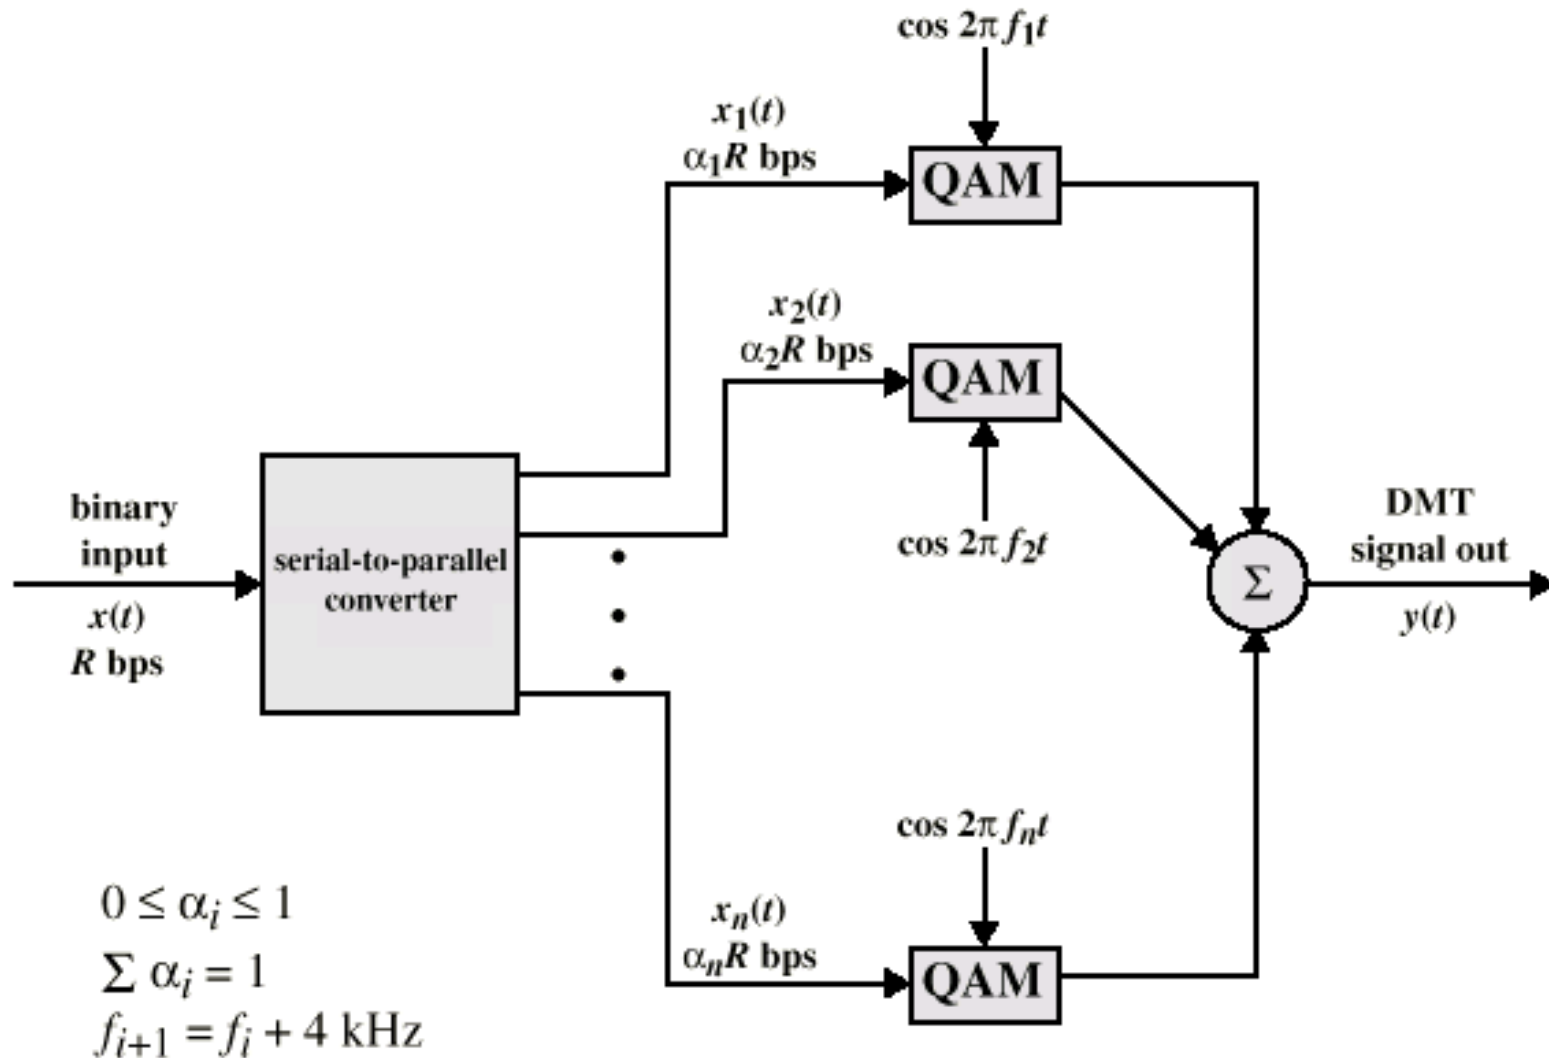 cos 2π f₁t
x₁(t)
α₁R bps
QAM
x₂(t)
α₂R bps
QAM
cos 2π f₂t
binary
input
x(t)
R bps
serial-to-parallel
converter
Σ
DMT
signal out
y(t)
cos 2π fₙt
xₙ(t)
αₙR bps
QAM
0 ≤ αᵢ ≤ 1
Σ αᵢ = 1
fᵢ₊₁ = fᵢ + 4 kHz